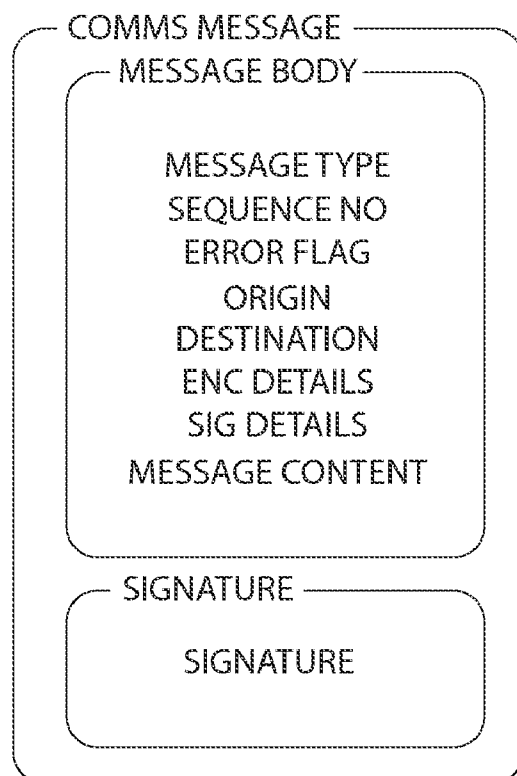 COMMS MESSAGE
MESSAGE BODY
MESSAGE TYPE
SEQUENCE NO
ERROR FLAG
ORIGIN
DESTINATION
ENC DETAILS
SIG DETAILS
MESSAGE CONTENT
SIGNATURE
SIGNATURE